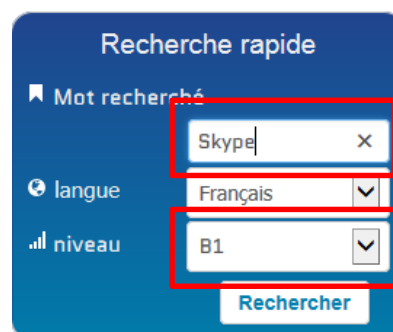 Recherche rapide
Mot recherché
Skype
langue Français
niveau B1
Rechercher